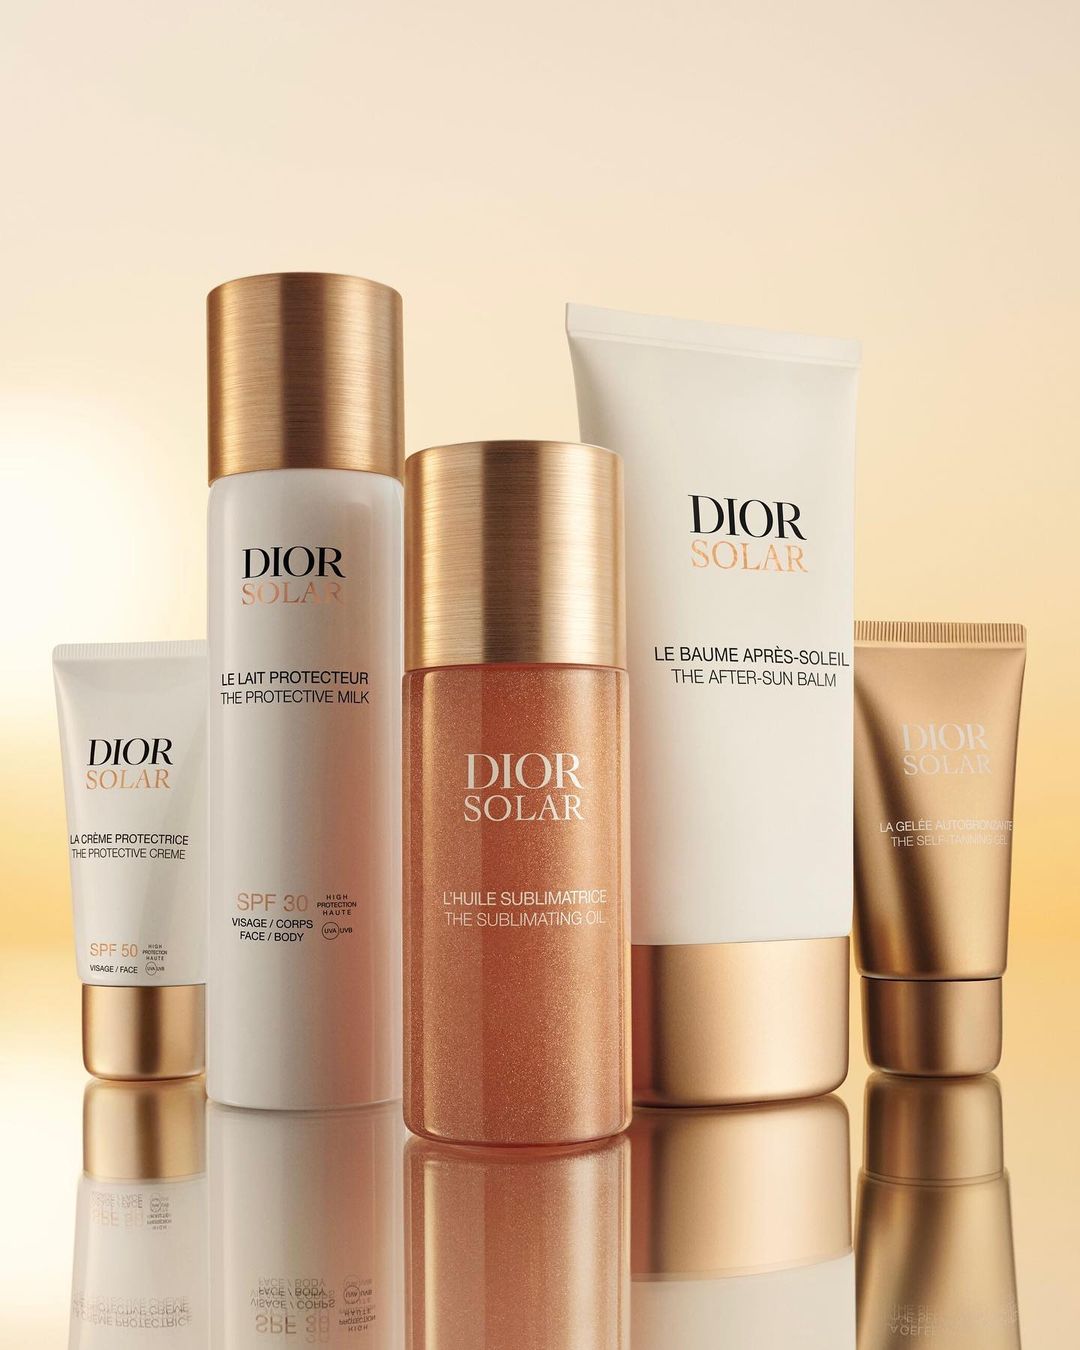 DIOR
SOLAR
LA CRÈME PROTECTRICE
THE PROTECTIVE CREME
SPF 50
HIGH
PROTECTION
HAUTE
VISAGE / FACE
UVA UVB
DIOR
SOLAR
LE LAIT PROTECTEUR
THE PROTECTIVE MILK
SPF 30
HIGH
PROTECTION
HAUTE
VISAGE / CORPS
FACE / BODY
UVA UVB
DIOR
SOLAR
L'HUILE SUBLIMATRICE
THE SUBLIMATING OIL
DIOR
SOLAR
LE BAUME APRÈS-SOLEIL
THE AFTER-SUN BALM
DIOR
SOLAR
LA GELÉE AUTOBRONZANTE
THE SELF-TANNING GEL